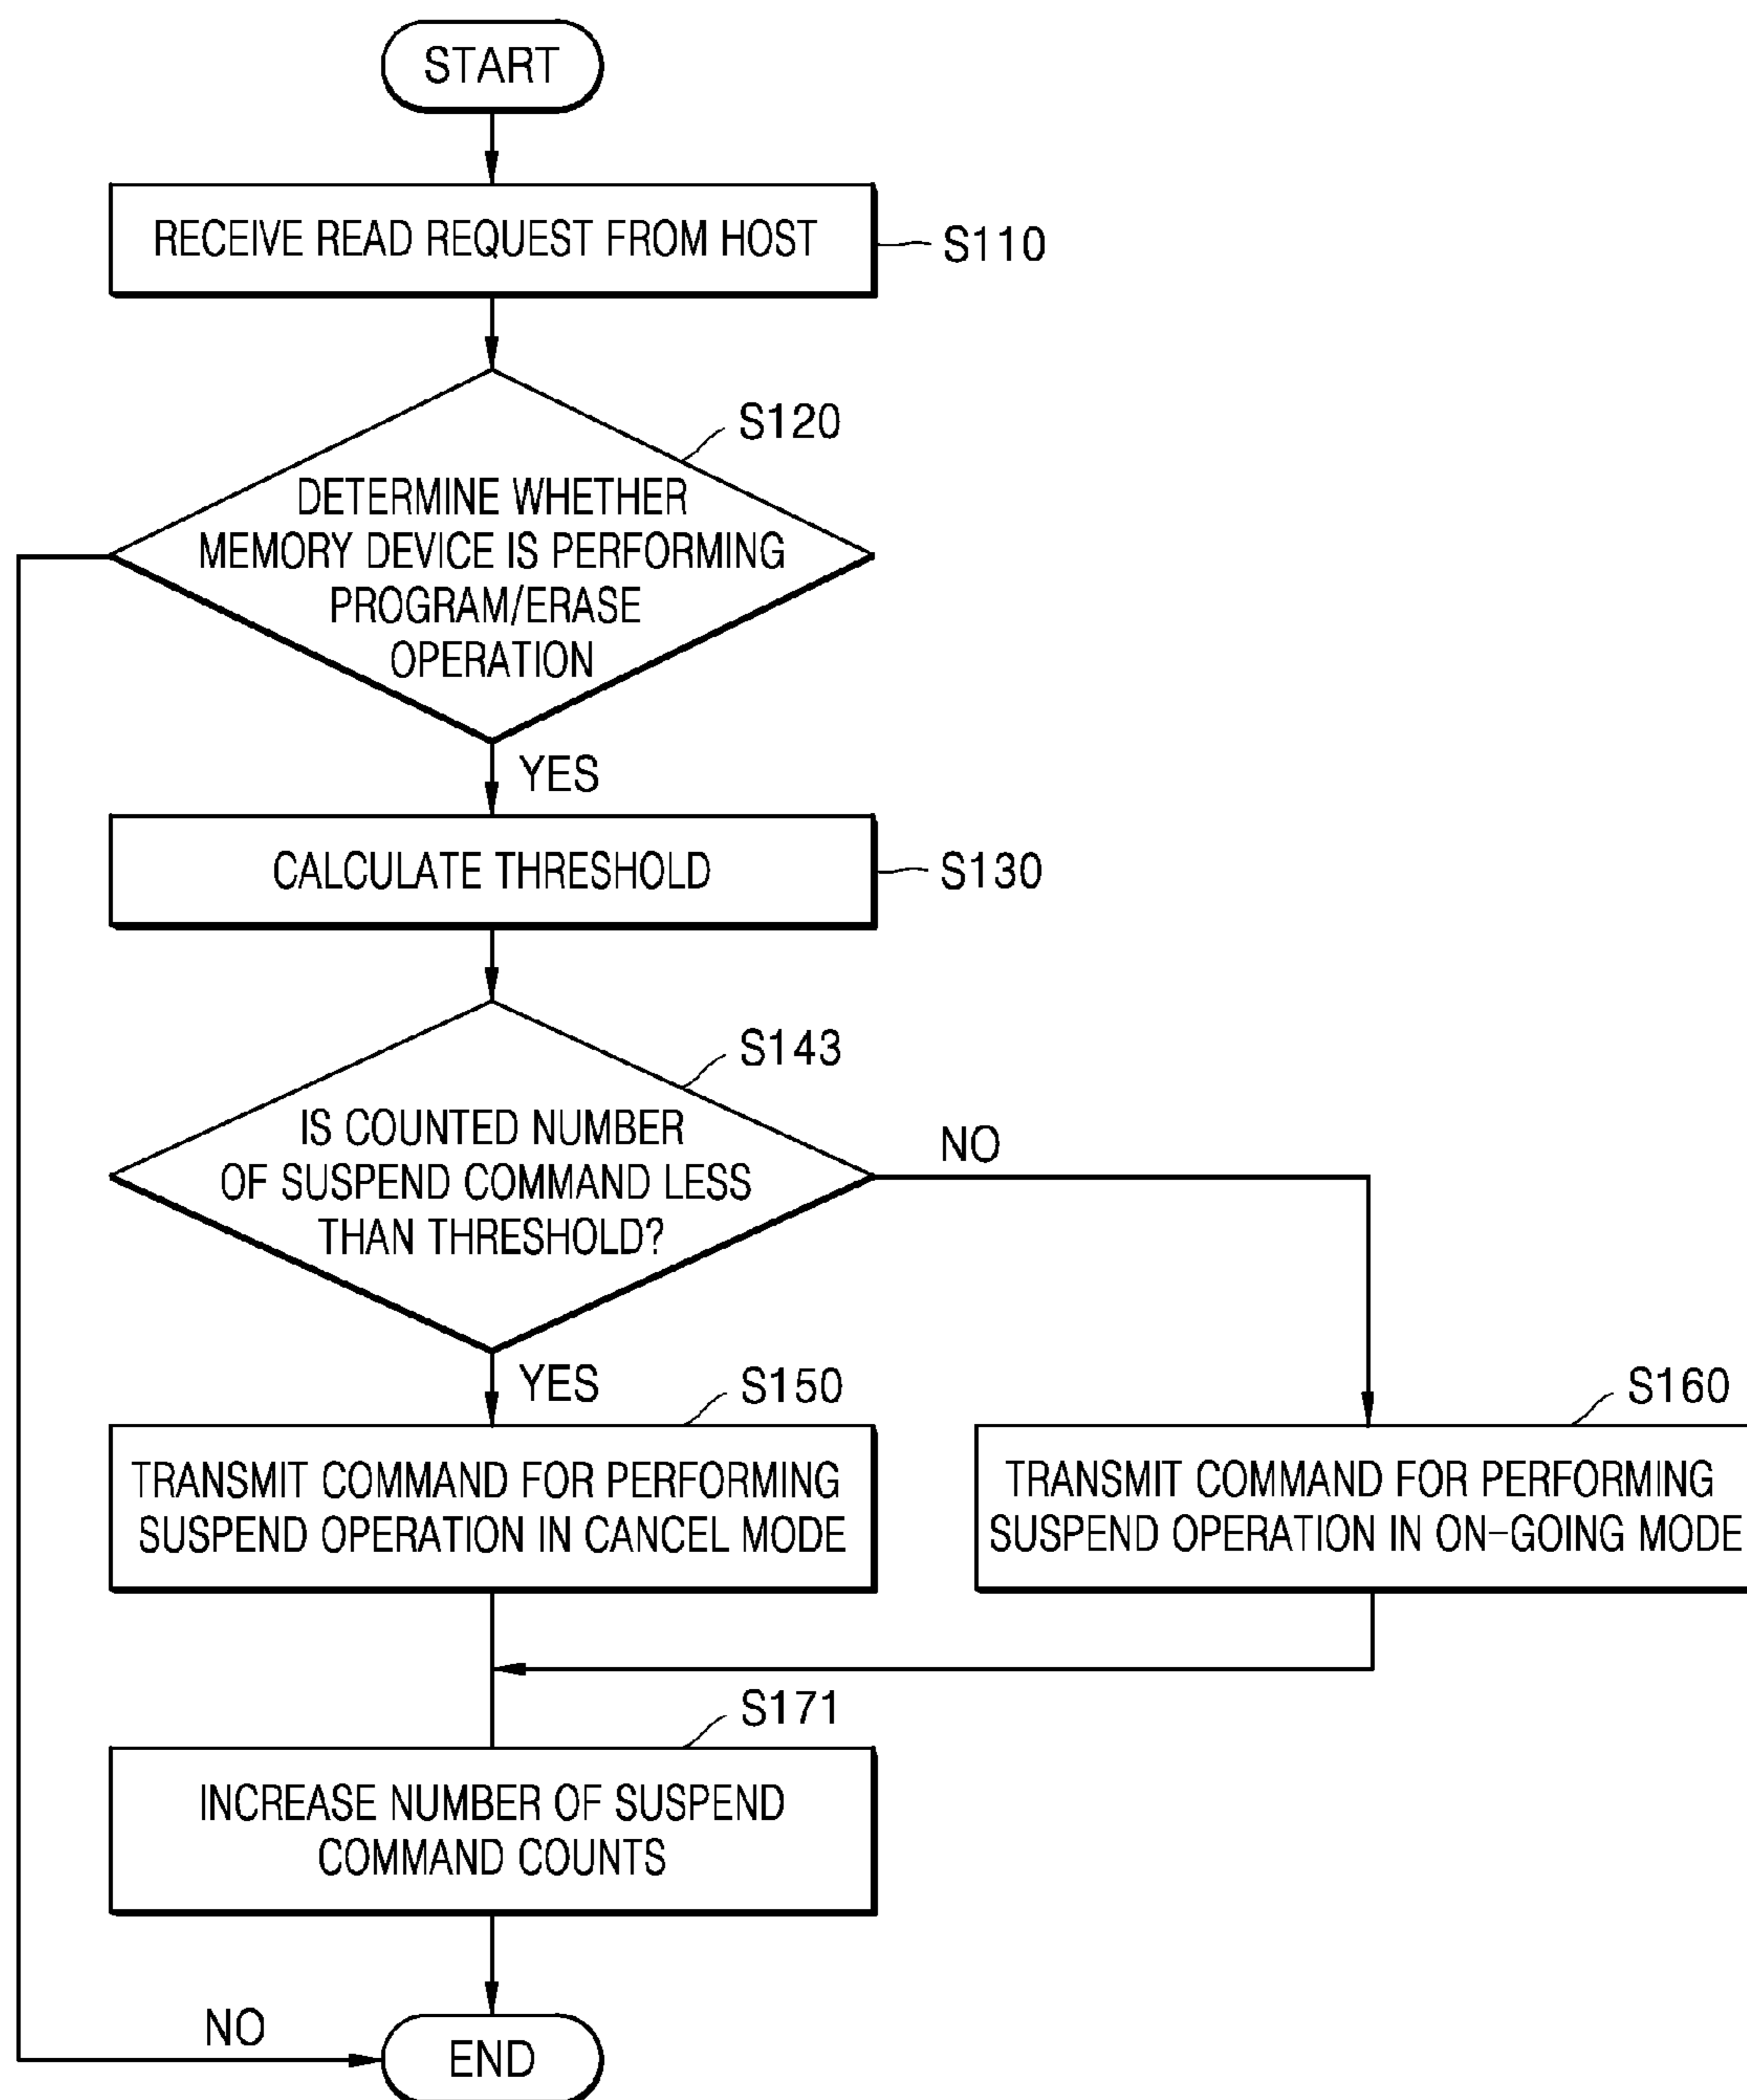 START
RECEIVE READ REQUEST FROM HOST
S110
S120
DETERMINE WHETHER
MEMORY DEVICE IS PERFORMING
PROGRAM/ERASE
OPERATION
YES
CALCULATE THRESHOLD
S130
S143
IS COUNTED NUMBER
OF SUSPEND COMMAND LESS
THAN THRESHOLD?
NO
YES
S150
TRANSMIT COMMAND FOR PERFORMING
SUSPEND OPERATION IN CANCEL MODE
S160
TRANSMIT COMMAND FOR PERFORMING
SUSPEND OPERATION IN ON-GOING MODE
S171
INCREASE NUMBER OF SUSPEND
COMMAND COUNTS
NO
END